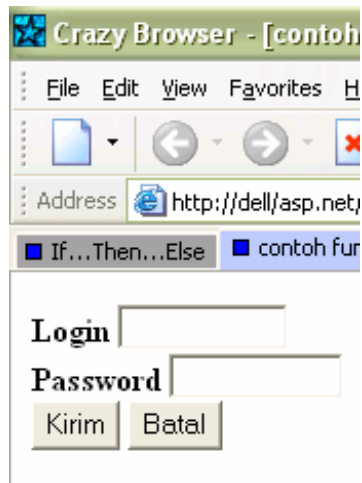 Crazy Browser - [contoh
File Edit View Favorites H
Address http://dell/asp.net/
If...Then...Else contoh fun
Login
Password
Kirim Batal